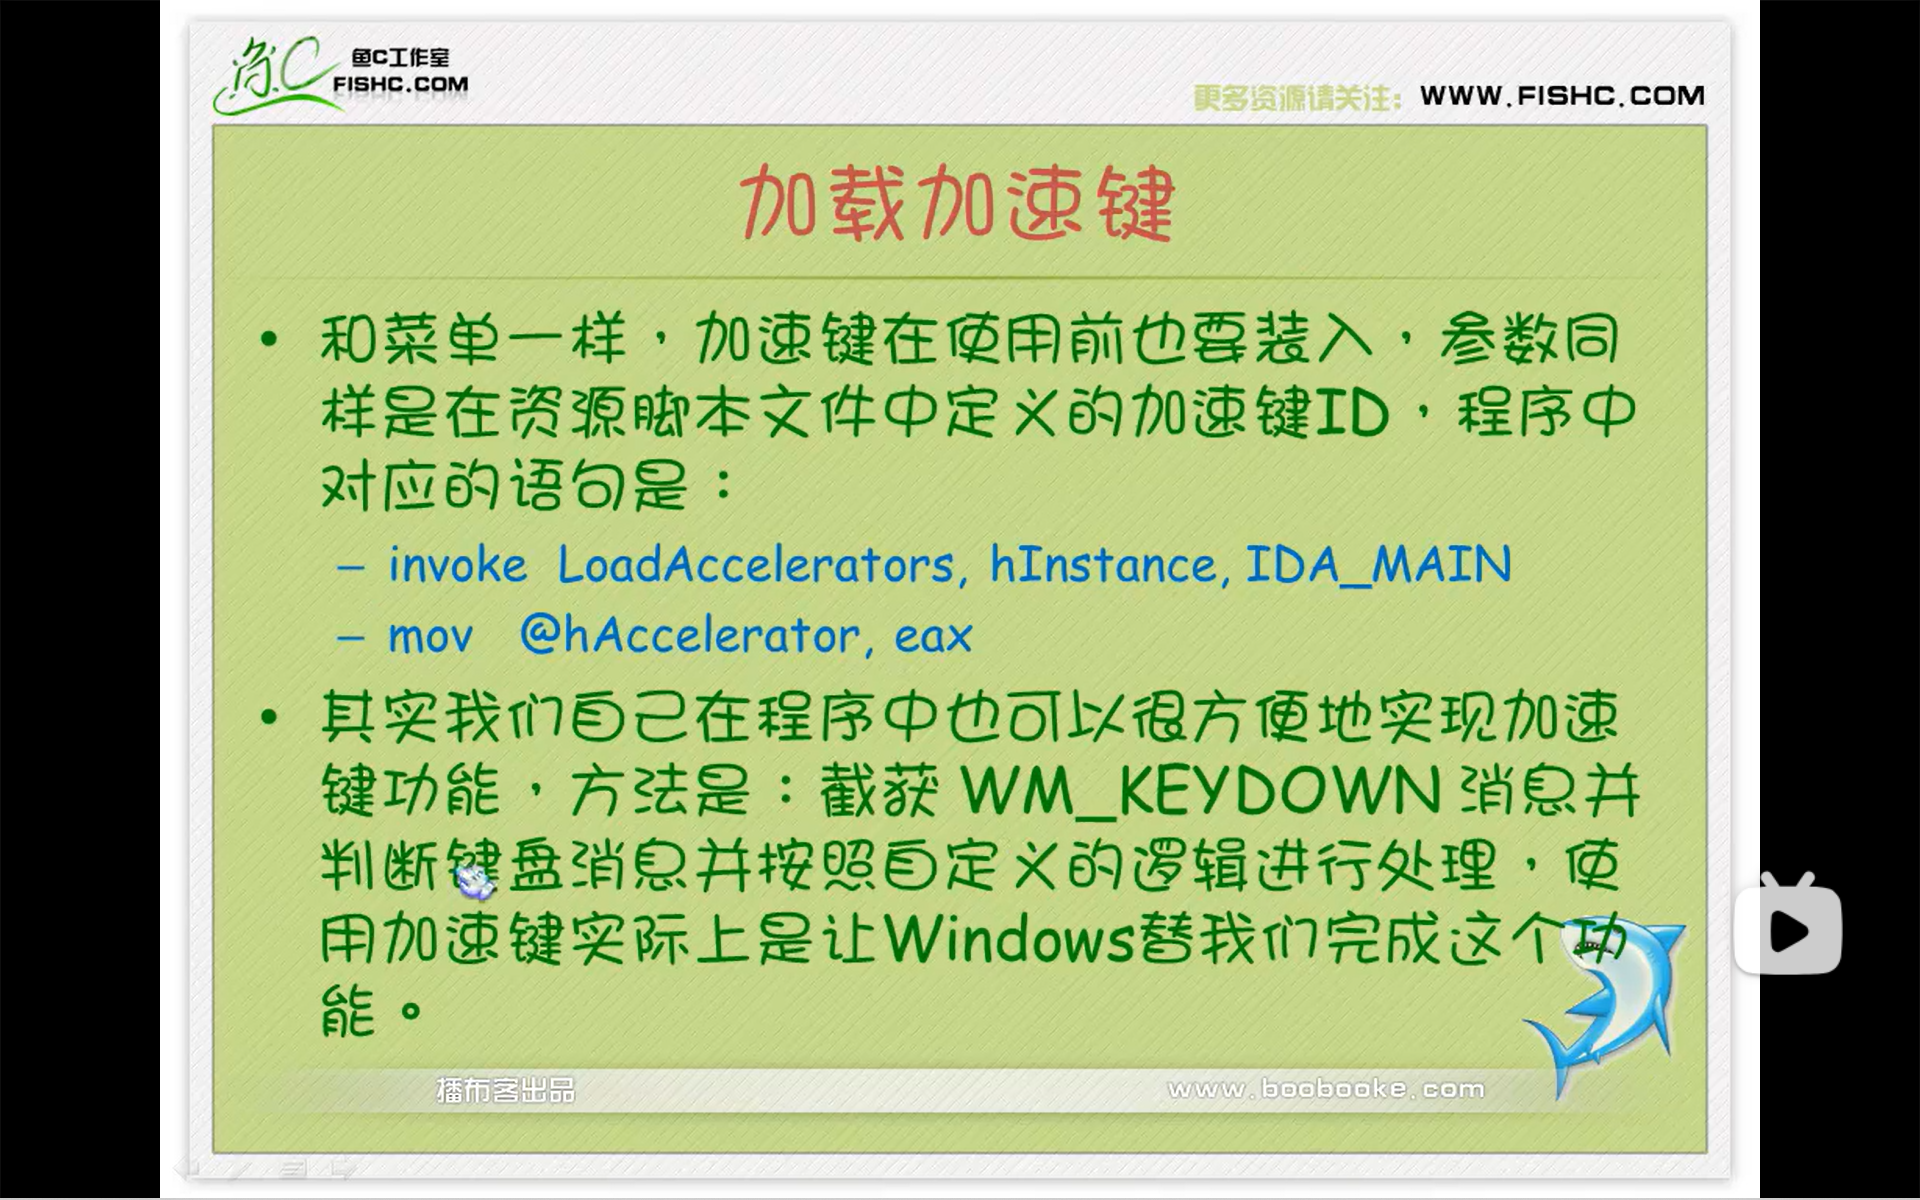 鱼C工作室
FISHC.COM
更多资源请关注： WWW.FISHC.COM
加载加速键
• 和菜单一样，加速键在使用前也要装入，参数同
样是在资源脚本文件中定义的加速键ID，程序中
对应的语句是：
– invoke LoadAccelerators, hInstance, IDA_MAIN
– mov @hAccelerator, eax
• 其实我们自己在程序中也可以很方便地实现加速
键功能，方法是：截获 WM_KEYDOWN 消息并
判断键盘消息并按照自定义的逻辑进行处理，使
用加速键实际上是让Windows替我们完成这个功
能。
播布客出品 www.boobooke.com